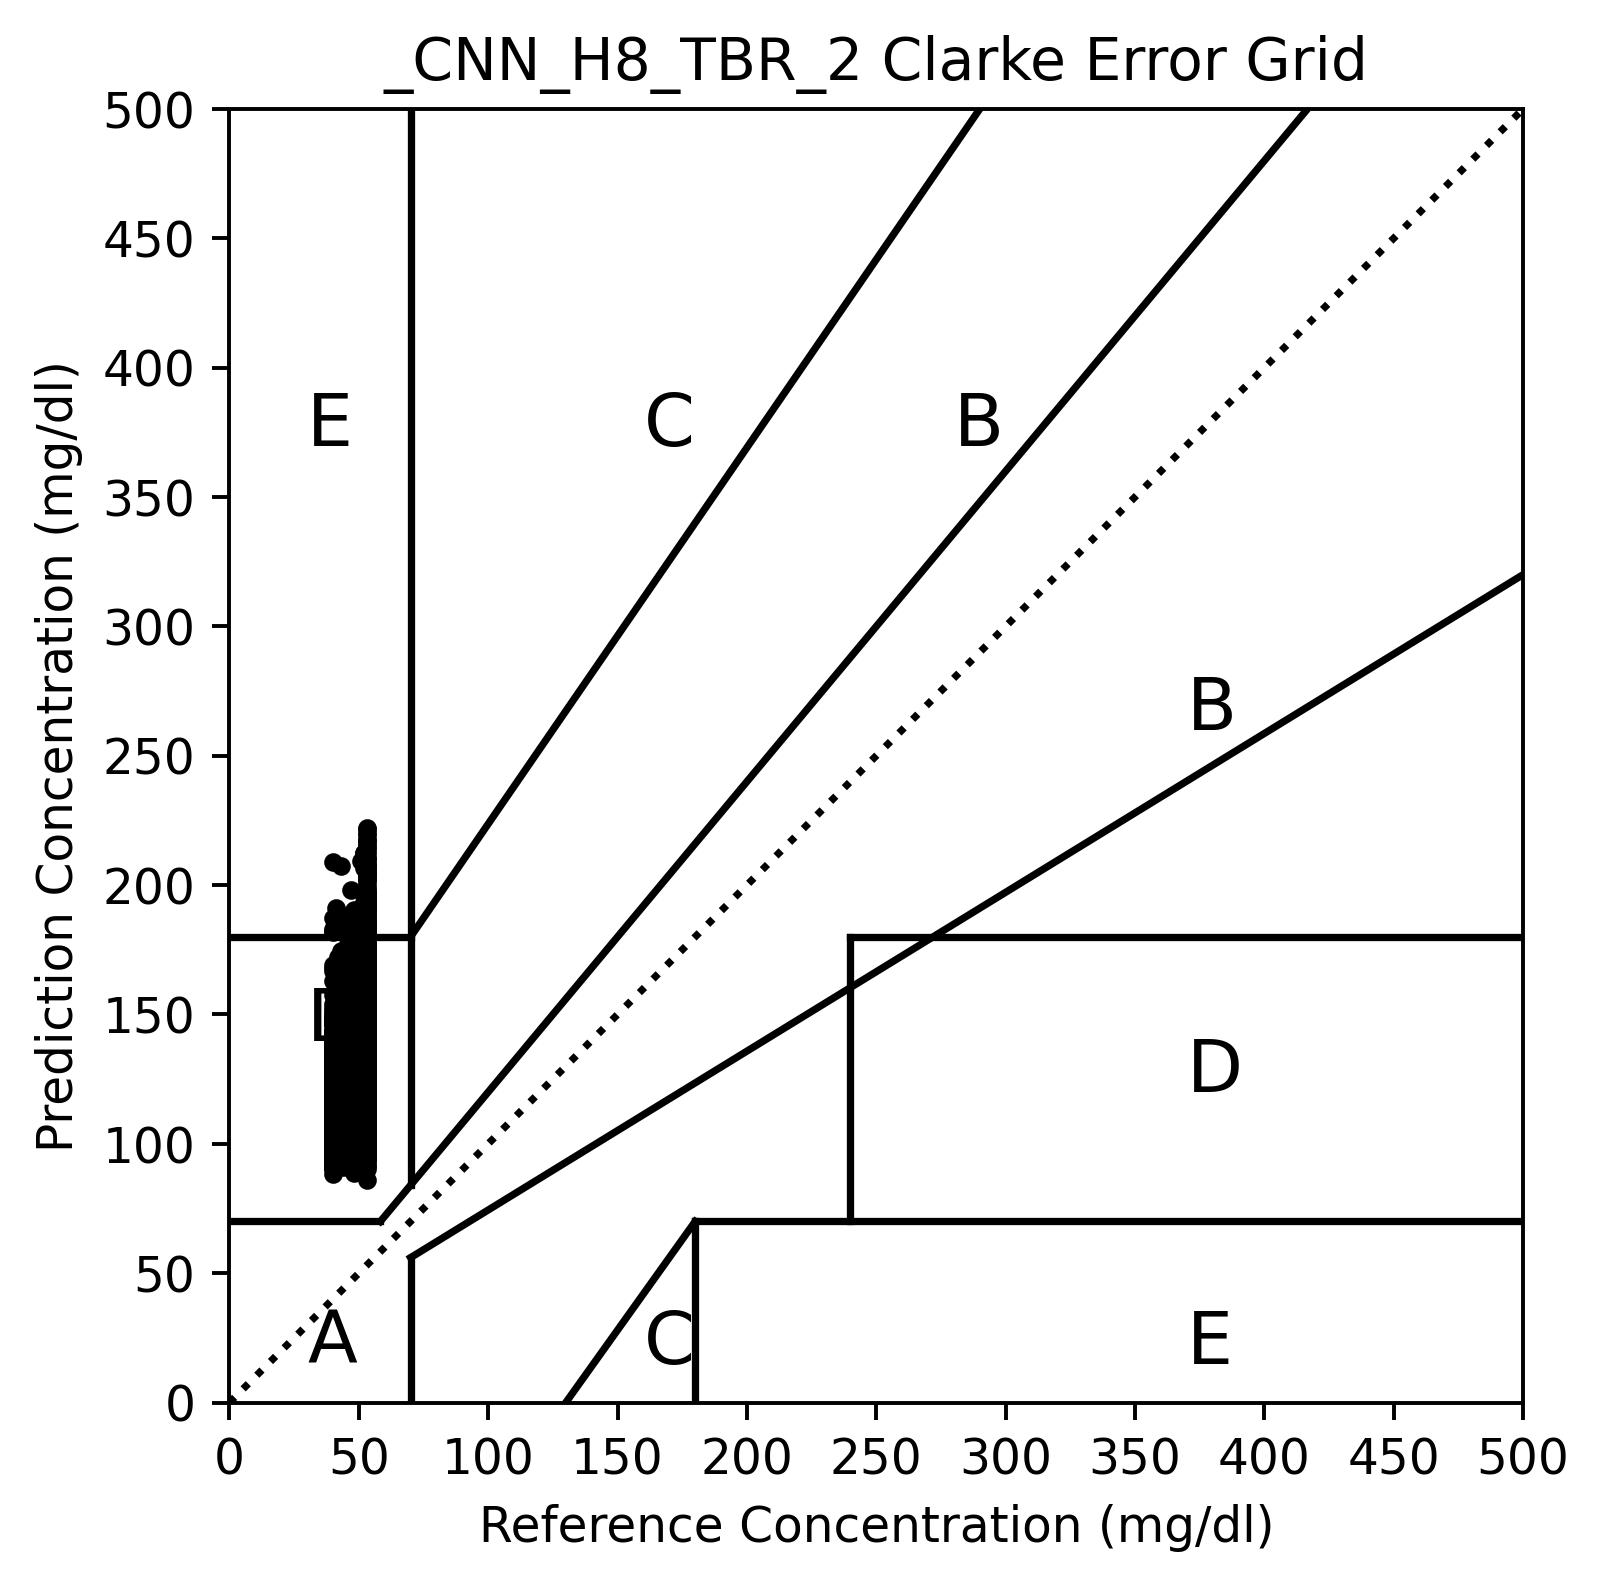 _CNN_H8_TBR_2 Clarke Error Grid
500
450
400
350
300
250
200
150
100
50
0
Prediction Concentration (mg/dl)
E
C
B
B
D
A
C
E
0 50 100 150 200 250 300 350 400 450 500
Reference Concentration (mg/dl)